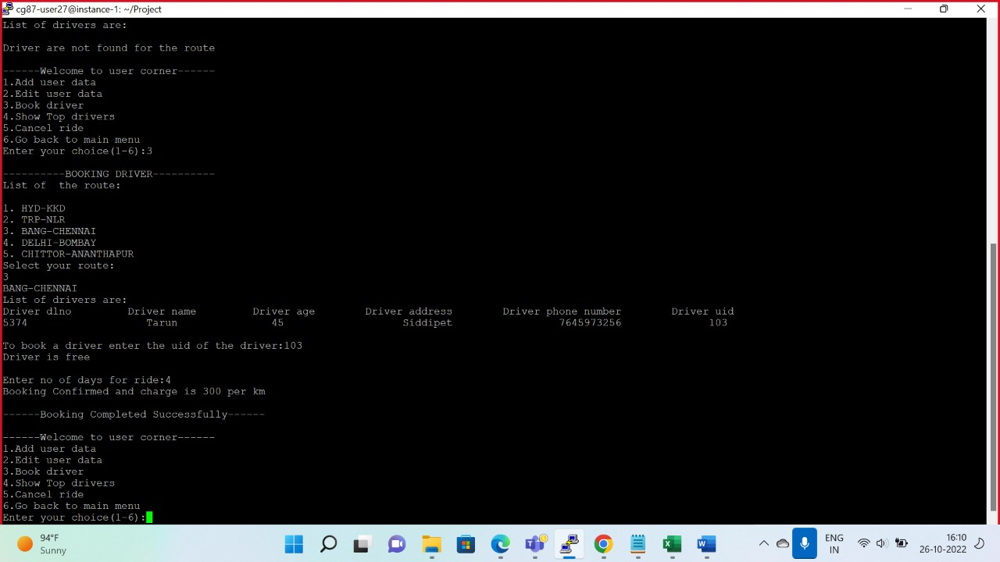 cg87-user27@instance-1: ~/Project
List of drivers are:
Driver are not found for the route
------Welcome to user corner------
1.Add user data
2.Edit user data
3.Book driver
4.Show Top drivers
5.Cancel ride
6.Go back to main menu
Enter your choice(1-6):3
----------BOOKING DRIVER----------
List of  the route:
1. HYD-KKD
2. TRP-NLR
3. BANG-CHENNAI
4. DELHI-BOMBAY
5. CHITTOR-ANANTHAPUR
Select your route:
3
BANG-CHENNAI
List of drivers are:
Driver dlno Driver name Driver age Driver address Driver phone number Driver uid
5374 Tarun 45 Siddipet 7645973256 103
To book a driver enter the uid of the driver:103
Driver is free
Enter no of days for ride:4
Booking Confirmed and charge is 300 per km
------Booking Completed Successfully------
------Welcome to user corner------
1.Add user data
2.Edit user data
3.Book driver
4.Show Top drivers
5.Cancel ride
6.Go back to main menu
Enter your choice(1-6):
94°F
Sunny
ENG
IN
16:10
26-10-2022